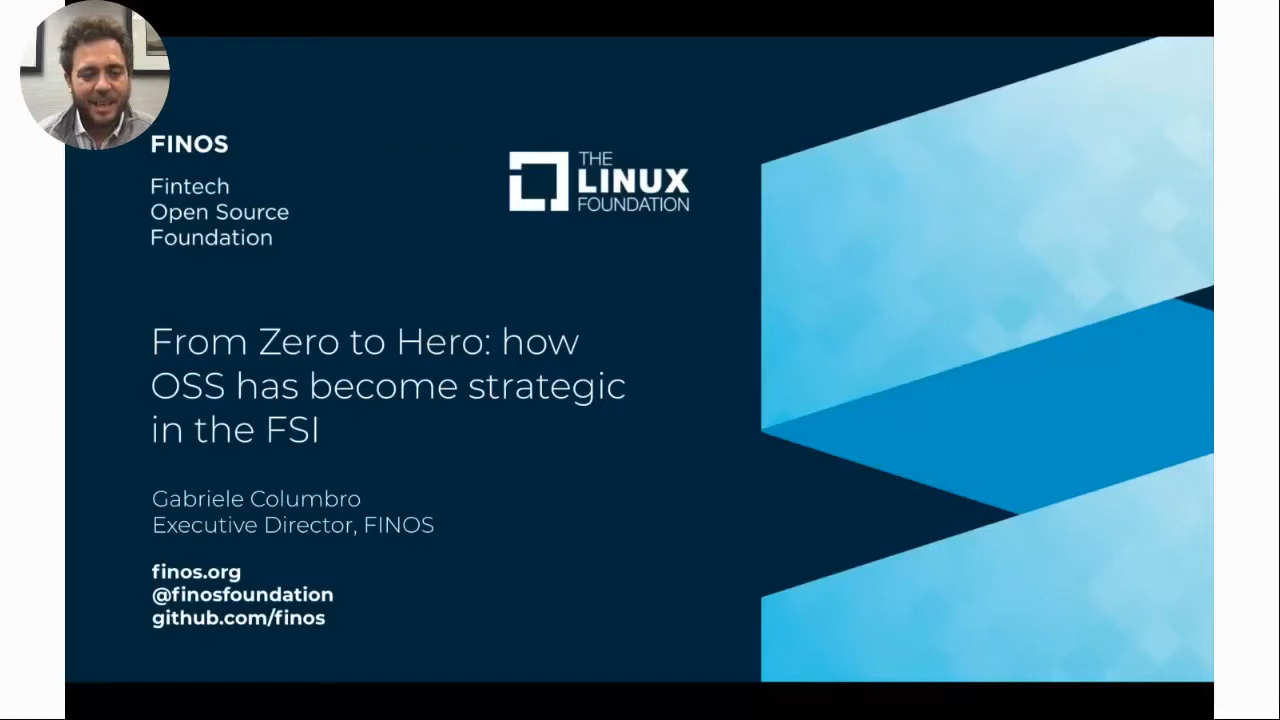 FINOS
Fintech
Open Source
Foundation
THE
LINUX
FOUNDATION
From Zero to Hero: how
OSS has become strategic
in the FSI
Gabriele Columbro
Executive Director, FINOS
finos.org
@finosfoundation
github.com/finos